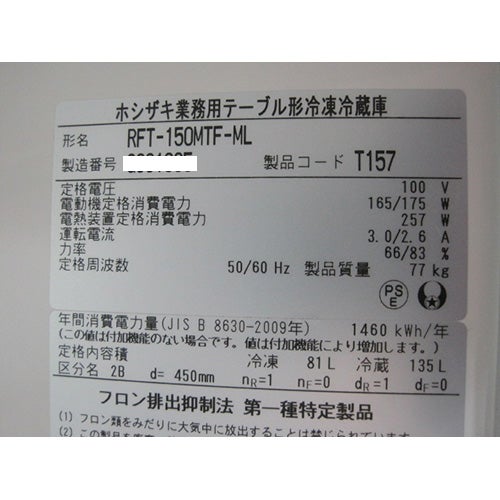 ホシザキ業務用テーブル形冷凍冷蔵庫
形名 RFT-150MTF-ML
製造番号
製品コード T157
定格電圧 100 V
電動機定格消費電力 165/175 W
電熱装置定格消費電力 257 W
運転電流 3.0/2.6 A
力率 66/83 %
定格周波数 50/60 Hz 製品質量 77 kg
PS
E
年間消費電力量(JIS B 8630-2009年) 1460 kWh/年
(この値は付加機能のない場合です。値は付加機能により増加します。)
定格内容積 冷凍 81 L 冷蔵 135 L
区分名 2B d= 450mm nR=1 nF=0 dR=1 dF=0
フロン排出抑制法 第一種特定製品
(1) フロン類をみだりに大気中に放出することは禁じられています。
(2) この製品を